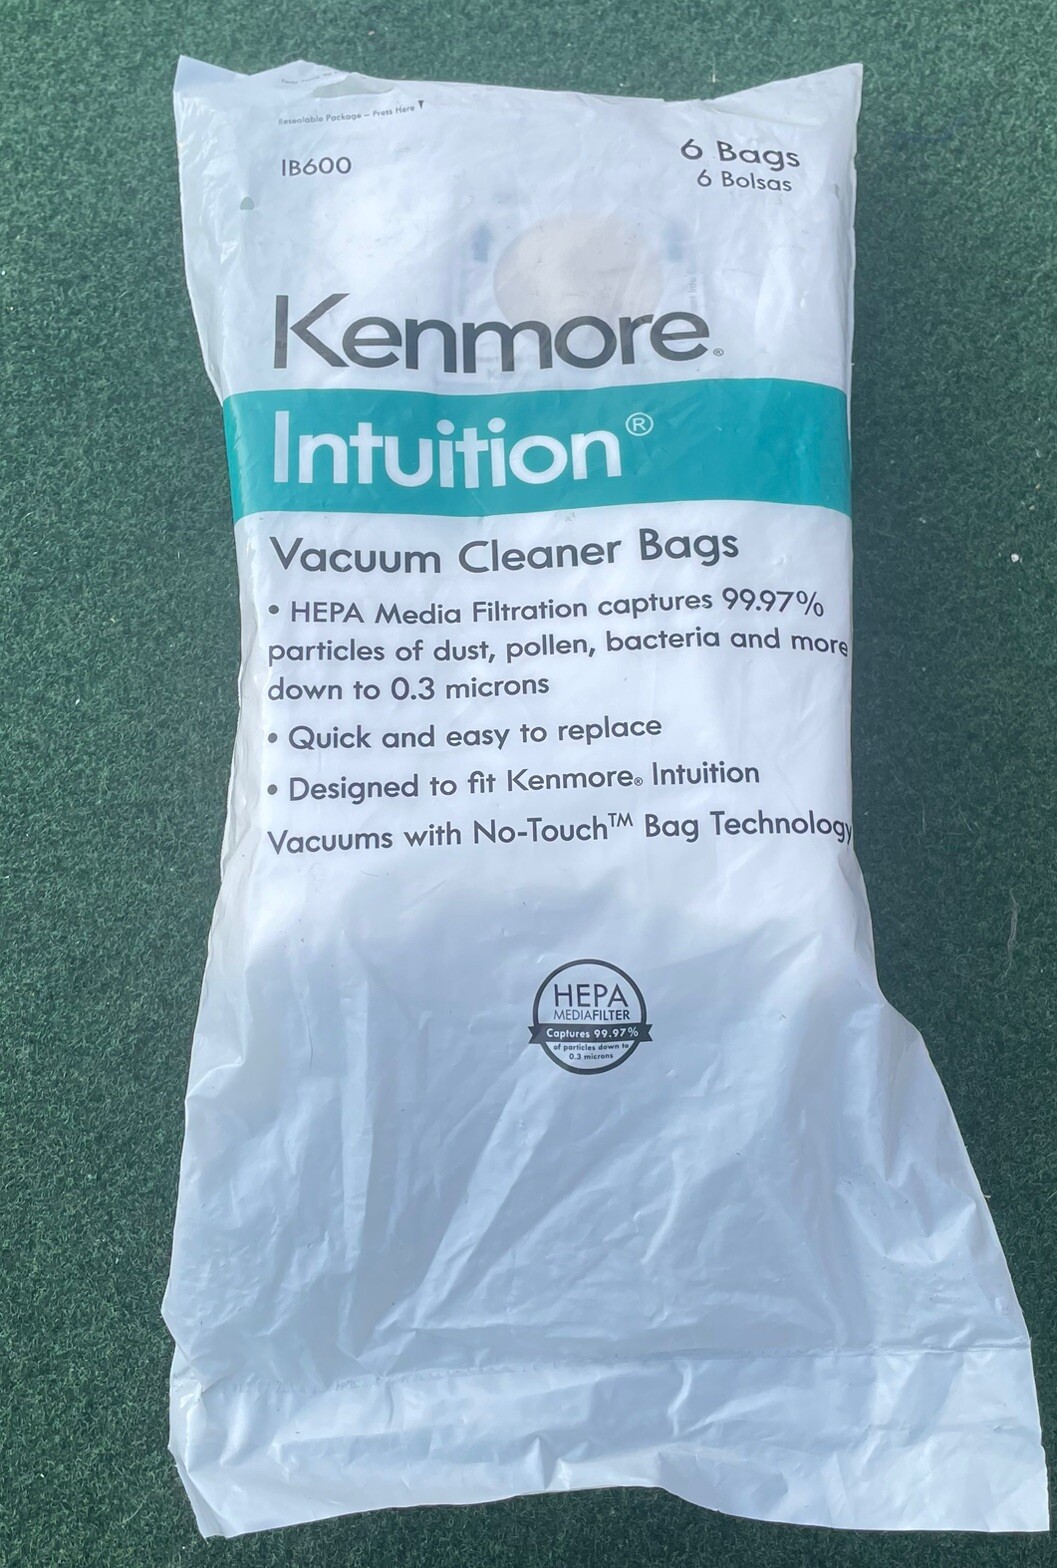 Resealable Package – Press Here
IB600
6 Bags
6 Bolsas
Kenmore®
Intuition®
Vacuum Cleaner Bags
• HEPA Media Filtration captures 99.97%
particles of dust, pollen, bacteria and more
down to 0.3 microns
• Quick and easy to replace
• Designed to fit Kenmore® Intuition
Vacuums with No-Touch™ Bag Technology
HEPA
MEDIAFILTER
Captures 99.97%
of particles down to
0.3 microns